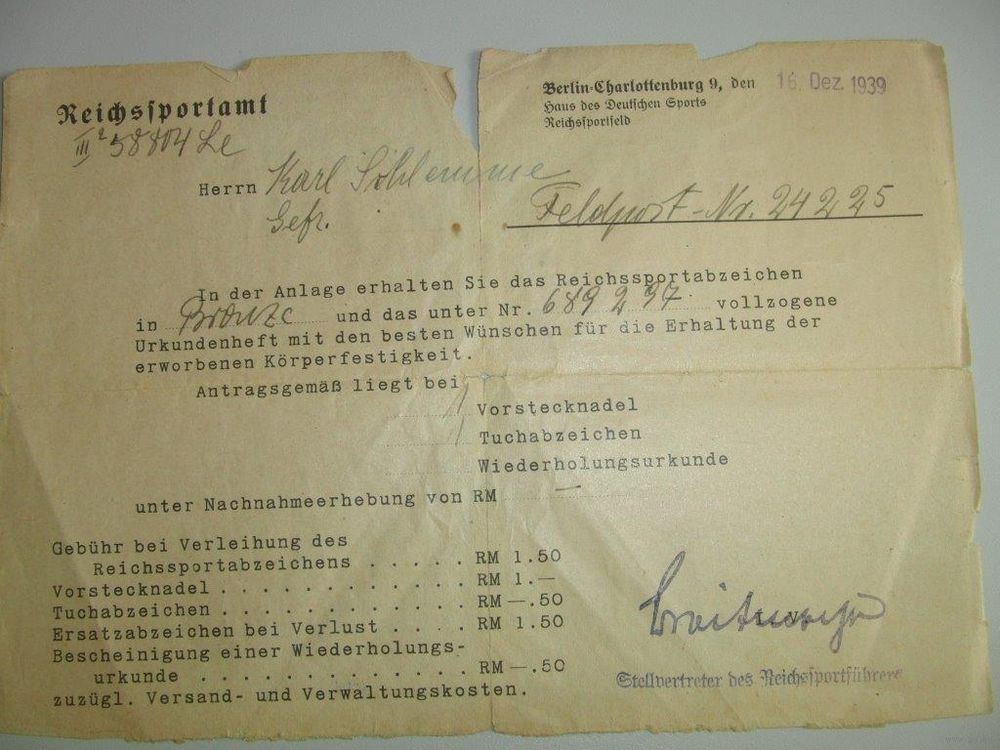 Reichssportamt
Berlin-Charlottenburg 9, den 16. Dez. 1939
Haus des Deutschen Sports
Reichssportfeld
III 2 58804 Le
Herrn Karl Schlemme
Gefr.
Feldpost-Nr. 24225
In der Anlage erhalten Sie das Reichssportabzeichen
in Bronze und das unter Nr. 689297 vollzogene
Urkundenheft mit den besten Wünschen für die Erhaltung der
erworbenen Körperfestigkeit.
Antragsgemäß liegt bei
1 Vorstecknadel
1 Tuchabzeichen
Wiederholungsurkunde
unter Nachnahmeerhebung von RM —
Gebühr bei Verleihung des
Reichssportabzeichens . . . . . RM 1.50
Vorstecknadel . . . . . . . . . . . . RM 1.—
Tuchabzeichen . . . . . . . . . . . . RM —.50
Ersatzabzeichen bei Verlust . . . . RM 1.50
Bescheinigung einer Wiederholungs-
urkunde . . . . . . . . . . . . . RM —.50
zuzügl. Versand- und Verwaltungskosten.
Stellvertreter des Reichssportführers